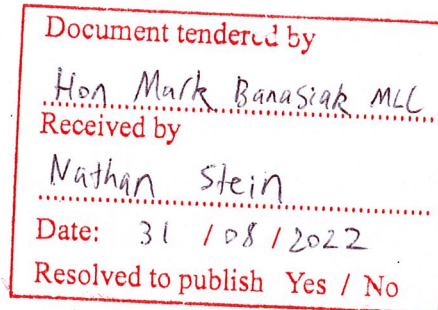 Document tendered by
Hon Mark Banasiak MLC
Received by
Nathan Stein
Date: 31 / 08 / 2022
Resolved to publish Yes / No